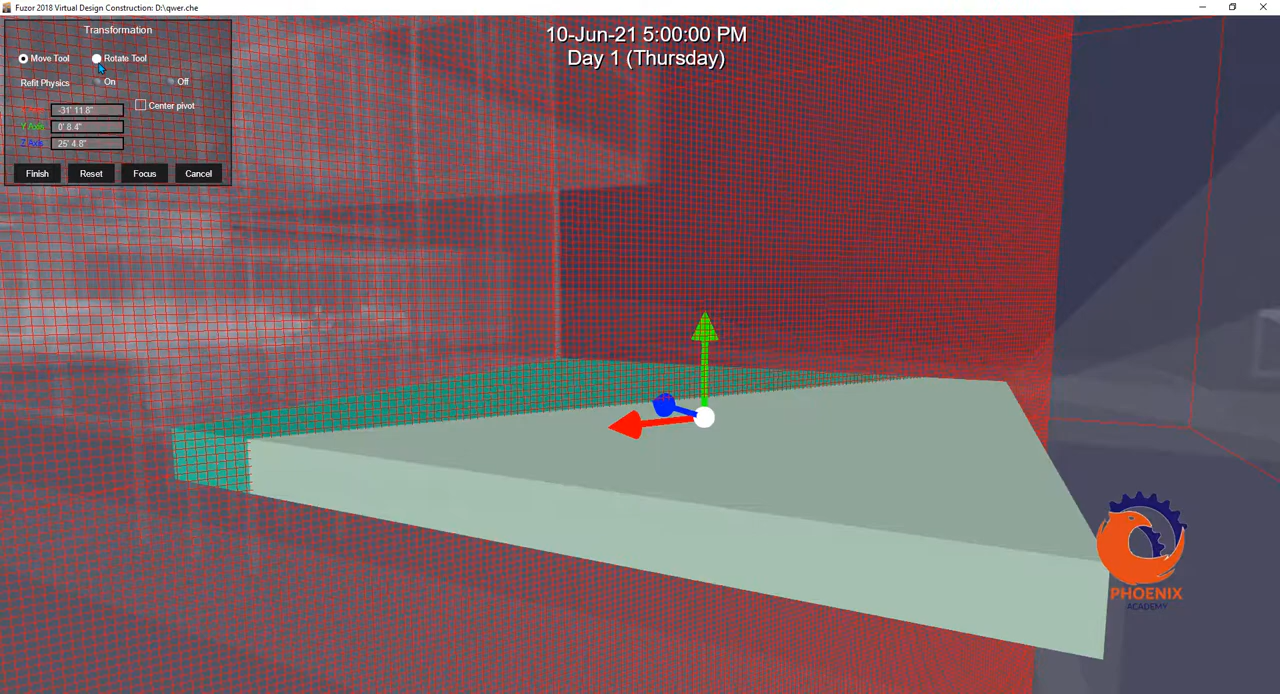 Fuzor 2018 Virtual Design Construction: D:\qwer.che
Transformation
Move Tool Rotate Tool
Refit Physics On Off
-31' 11.8" Center pivot
Y Axis 0' 8.4"
Z Axis 25' 4.8"
Finish Reset Focus Cancel
10-Jun-21 5:00:00 PM
Day 1 (Thursday)
PHOENIX
ACADEMY